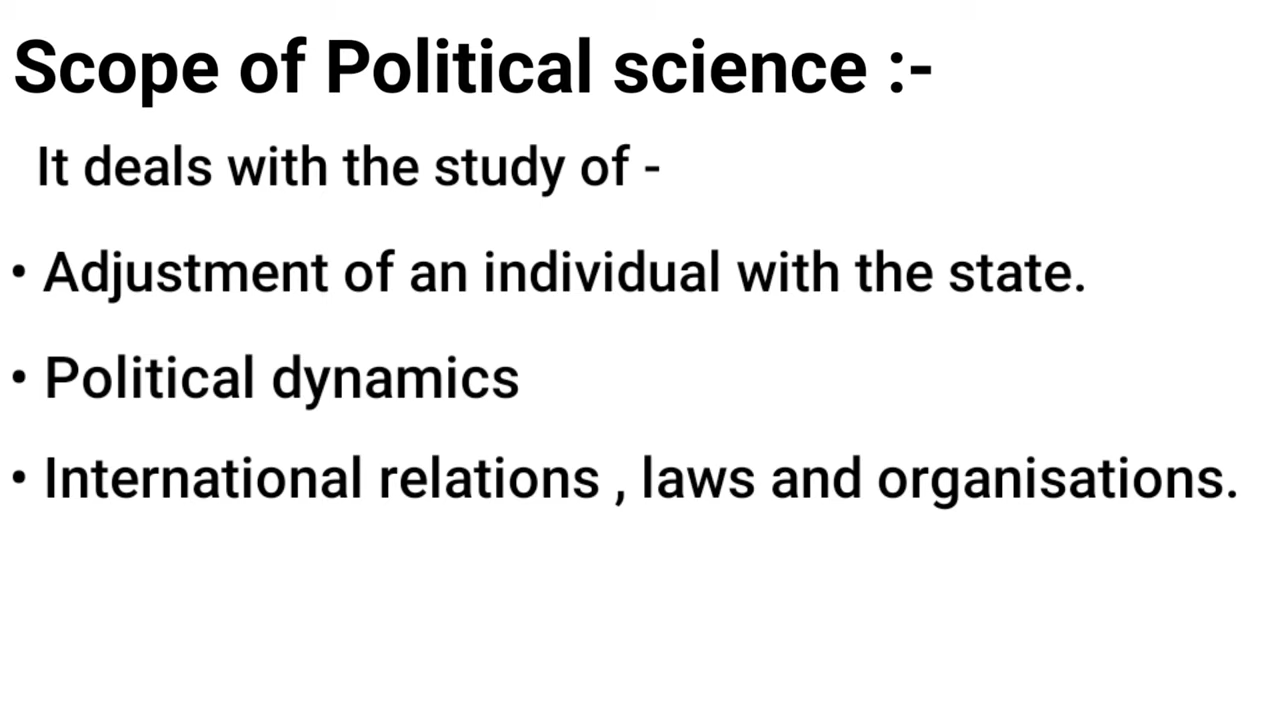 Scope of Political science :-
It deals with the study of -
• Adjustment of an individual with the state.
• Political dynamics
• International relations , laws and organisations.